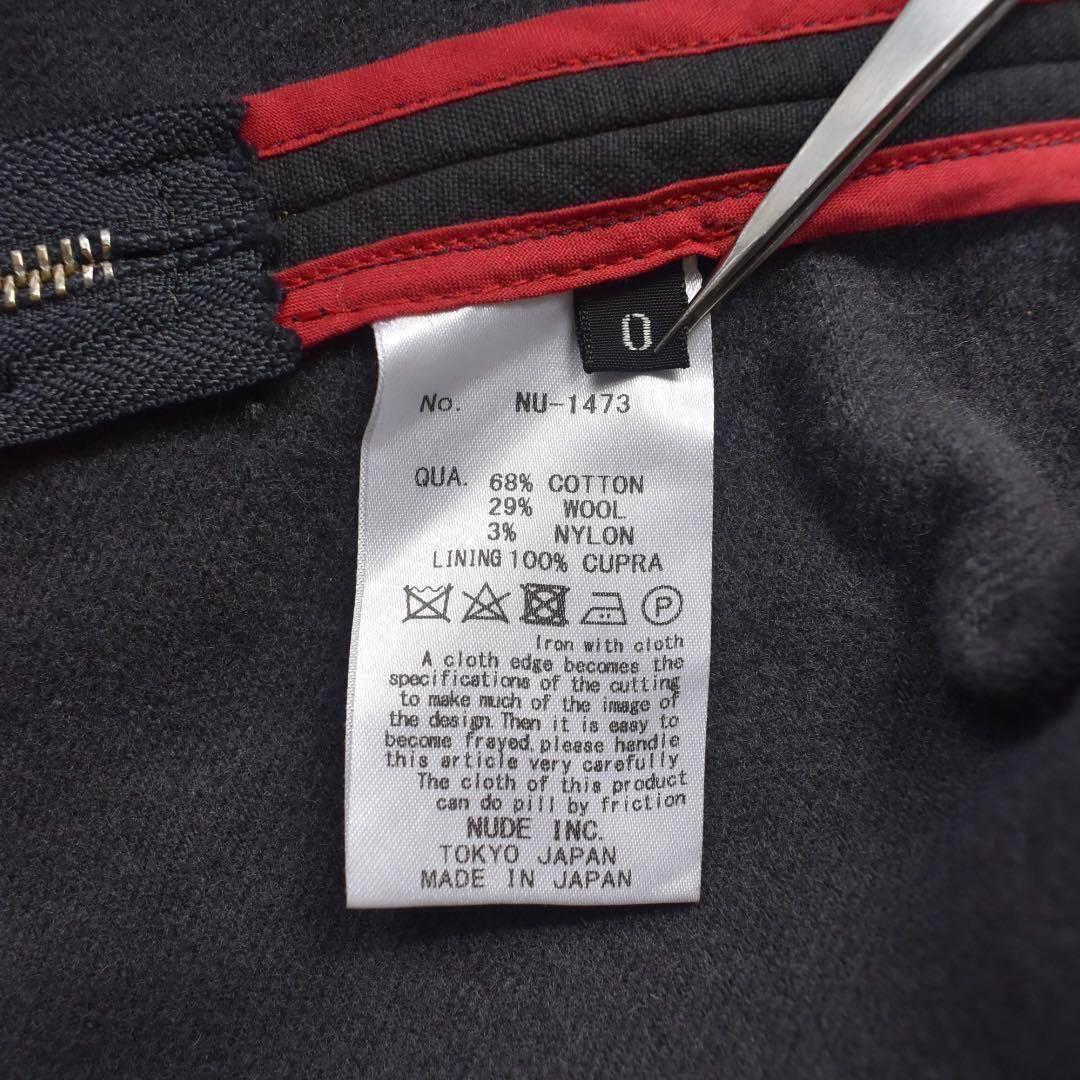 0
No. NU-1473
QUA. 68% COTTON
29% WOOL
3% NYLON
LINING 100% CUPRA
P
Iron with cloth
A cloth edge becomes the
specifications of the cutting
to make much of the image of
the design. Then it is easy to
become frayed, please handle
this article very carefully
The cloth of this product
can do pill by friction
NUDE INC.
TOKYO JAPAN
MADE IN JAPAN